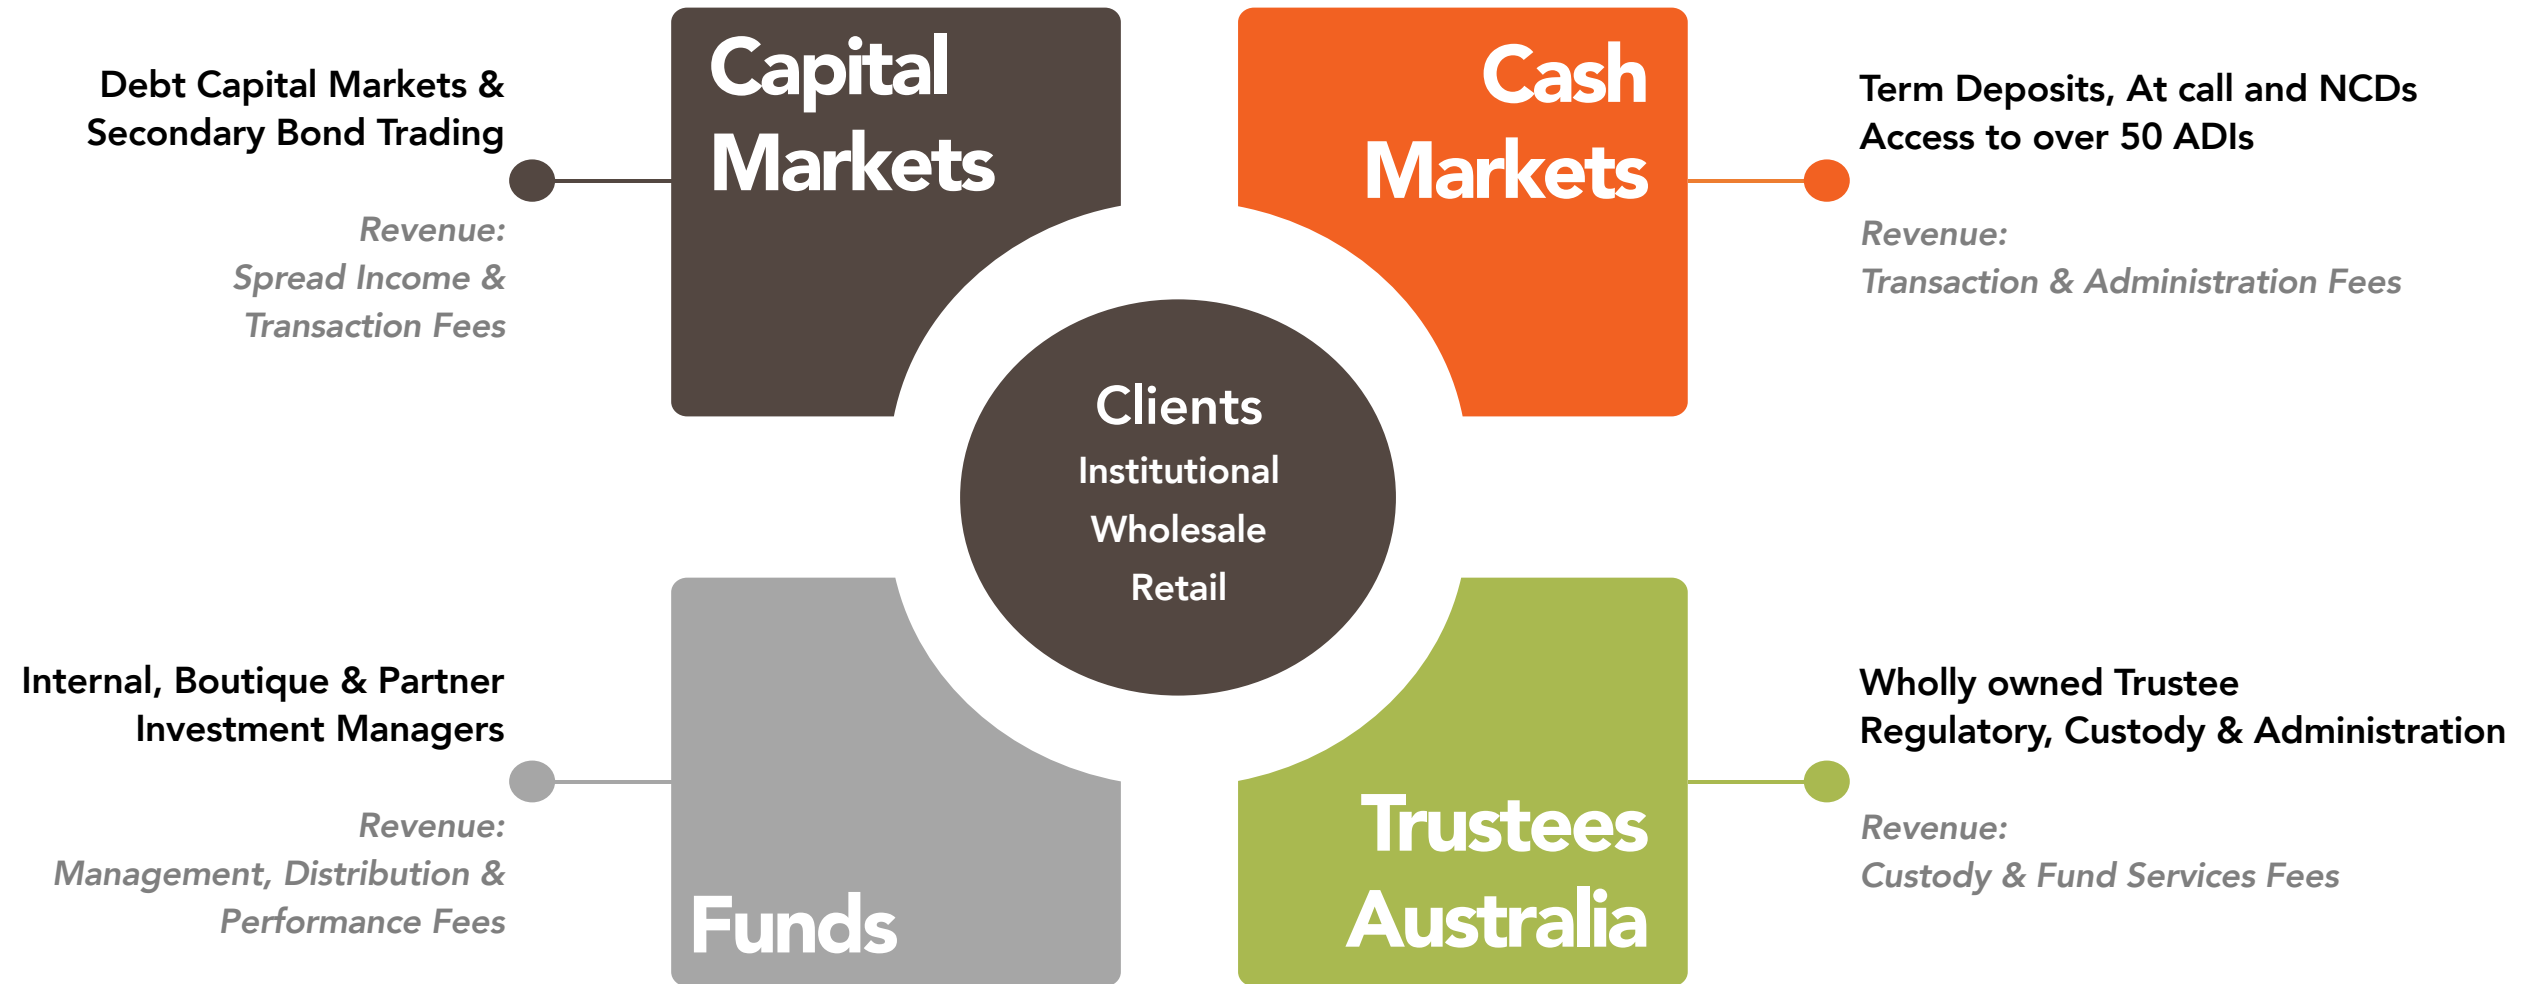 Debt Capital Markets &
Secondary Bond Trading
Revenue:
Spread Income &
Transaction Fees
Capital
Markets
Cash
Markets
Term Deposits, At call and NCDs
Access to over 50 ADIs
Revenue:
Transaction & Administration Fees
Clients
Institutional
Wholesale
Retail
Internal, Boutique & Partner
Investment Managers
Revenue:
Management, Distribution &
Performance Fees
Funds
Trustees
Australia
Wholly owned Trustee
Regulatory, Custody & Administration
Revenue:
Custody & Fund Services Fees